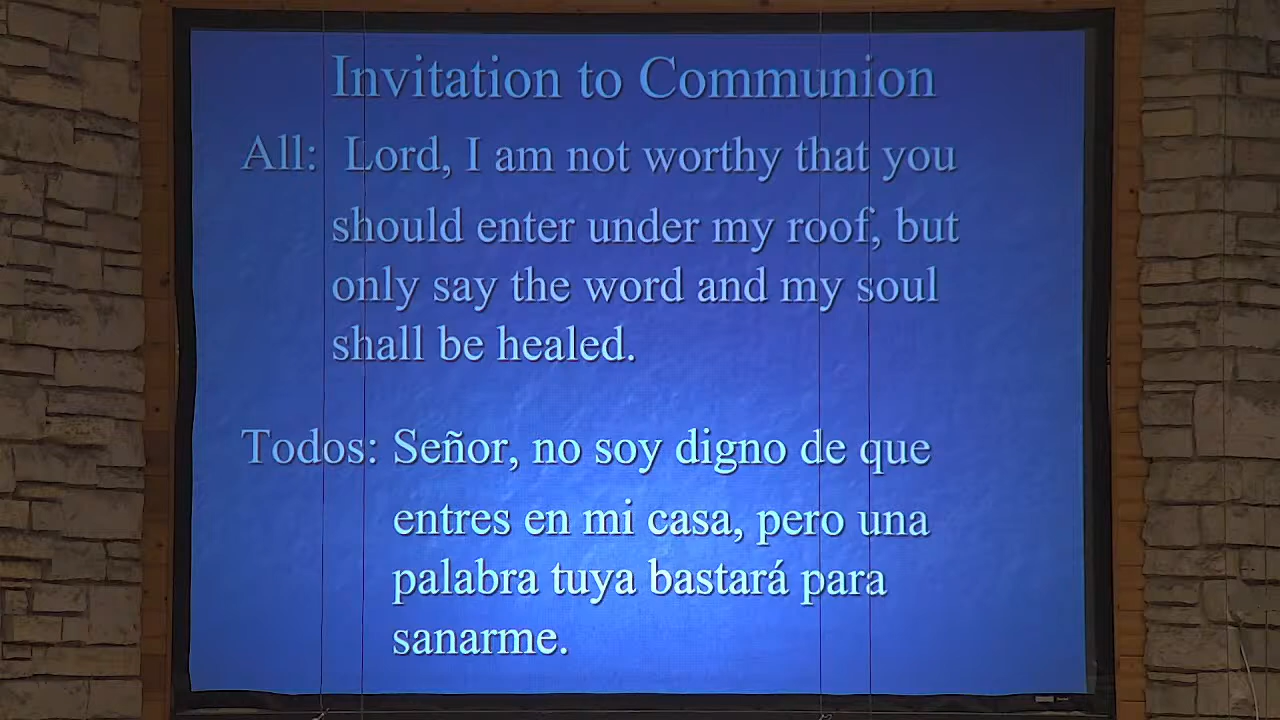 Invitation to Communion
All: Lord, I am not worthy that you
should enter under my roof, but
only say the word and my soul
shall be healed.
Todos: Señor, no soy digno de que
entres en mi casa, pero una
palabra tuya bastará para
sanarme.